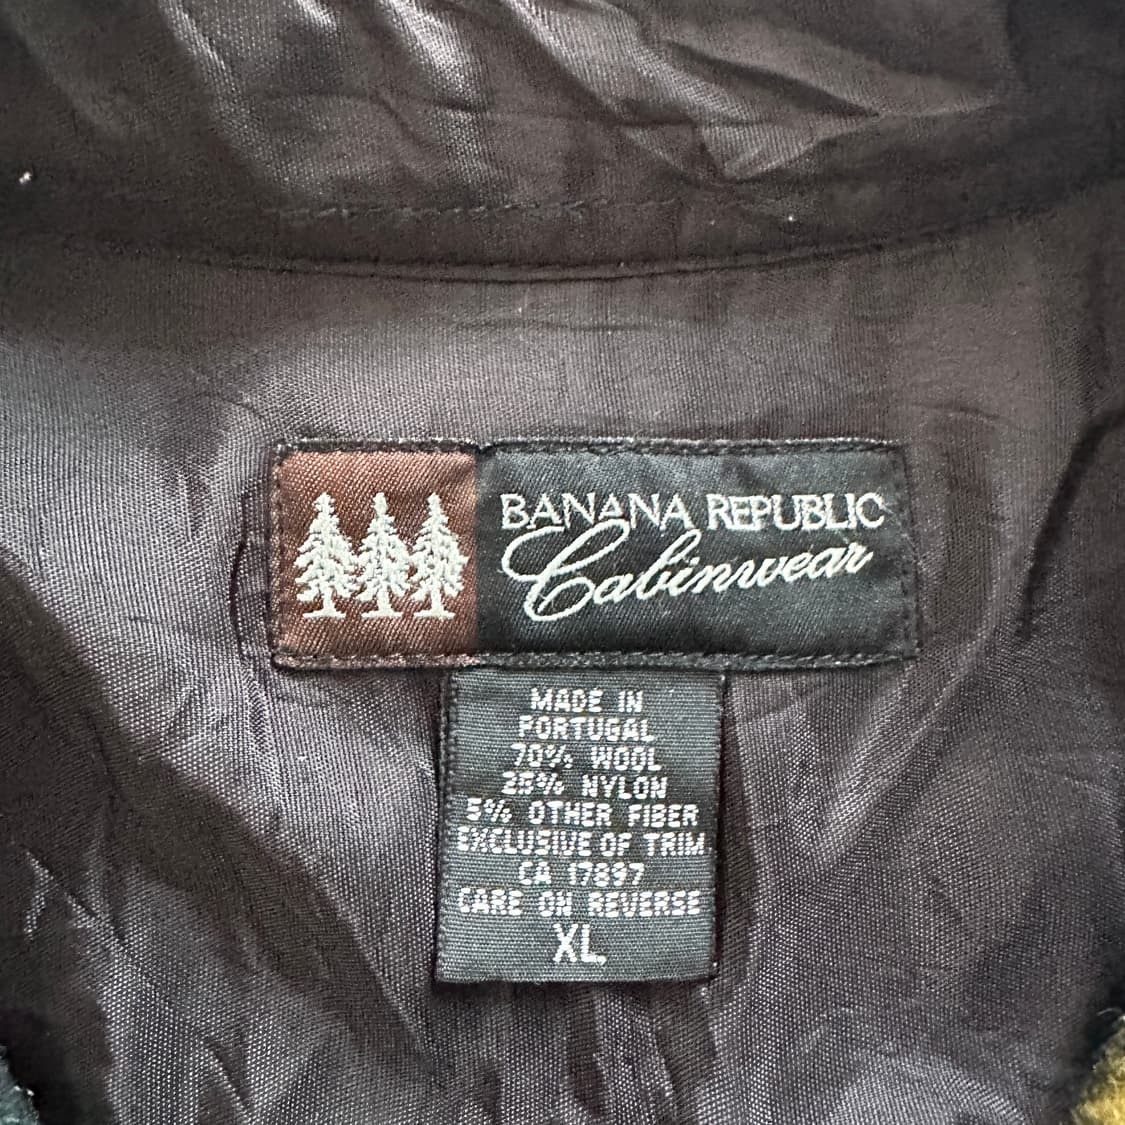 BANANA REPUBLIC
Cabinwear
MADE IN
PORTUGAL
70% WOOL
25% NYLON
5% OTHER FIBER
EXCLUSIVE OF TRIM
CA 17897
CARE ON REVERSE
XL